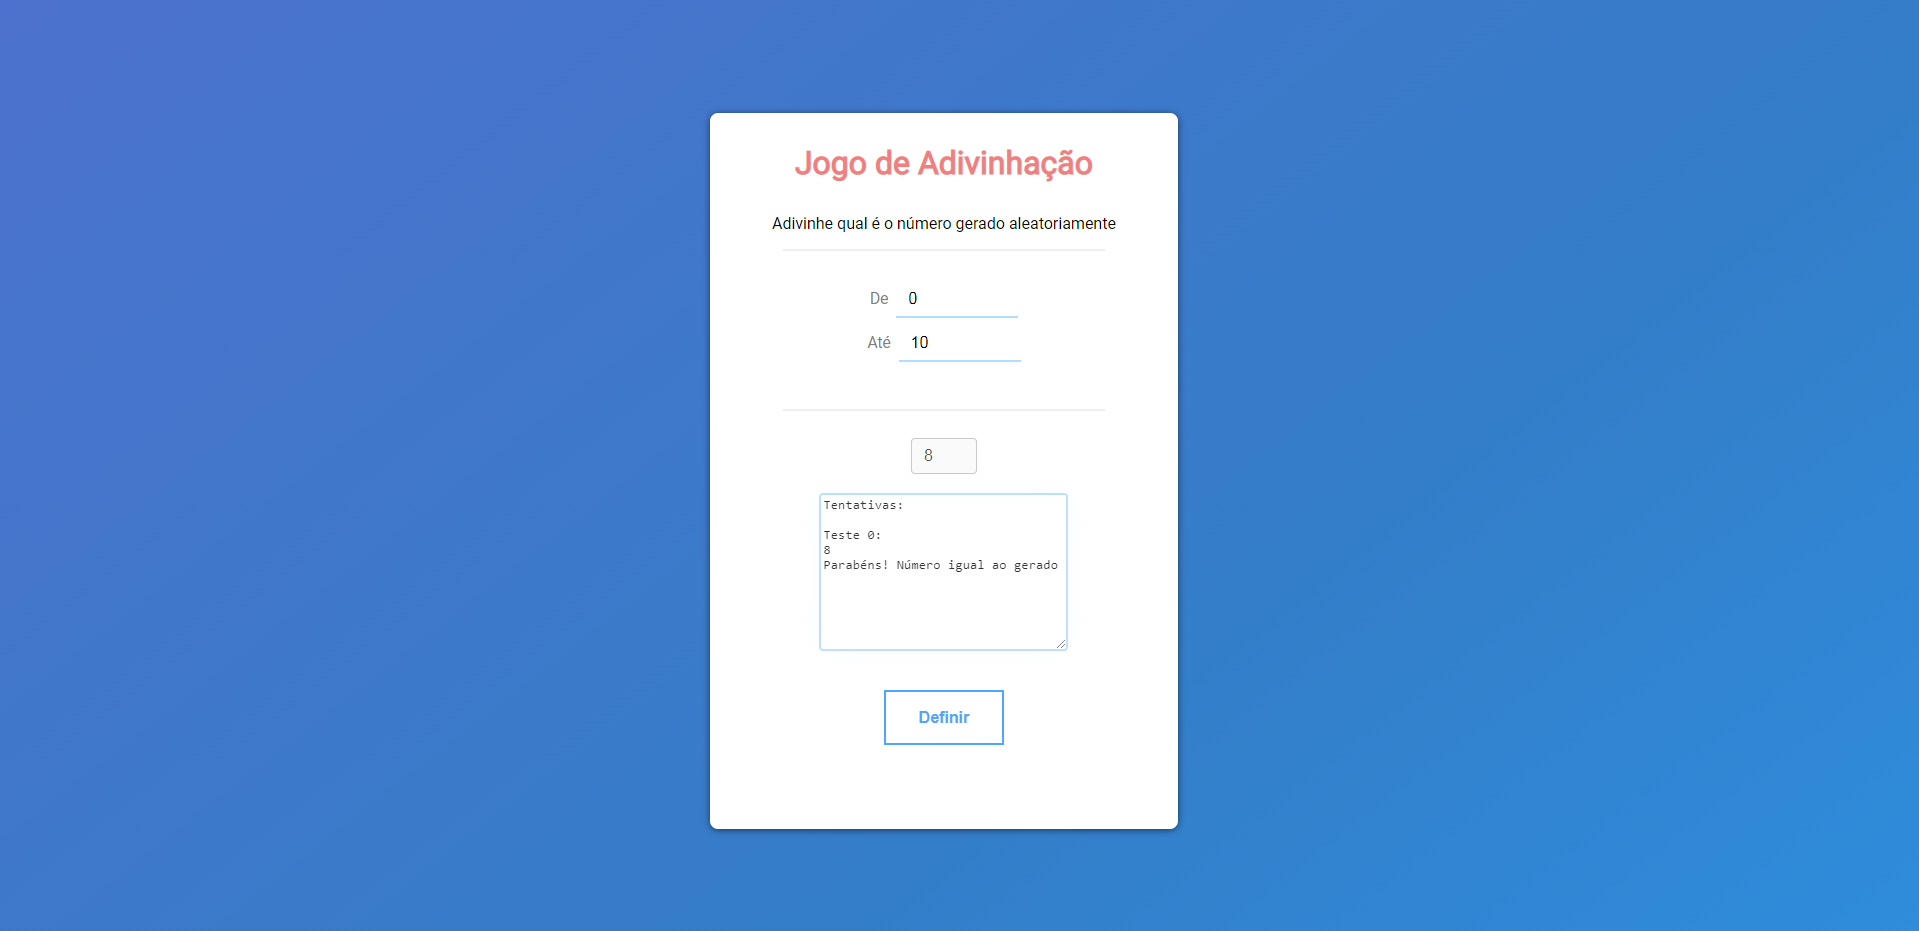 Jogo de Adivinhação
Adivinhe qual é o número gerado aleatoriamente
De 0
Até 10
8
Tentativas:
Teste 0:
8
Parabéns! Número igual ao gerado
Definir